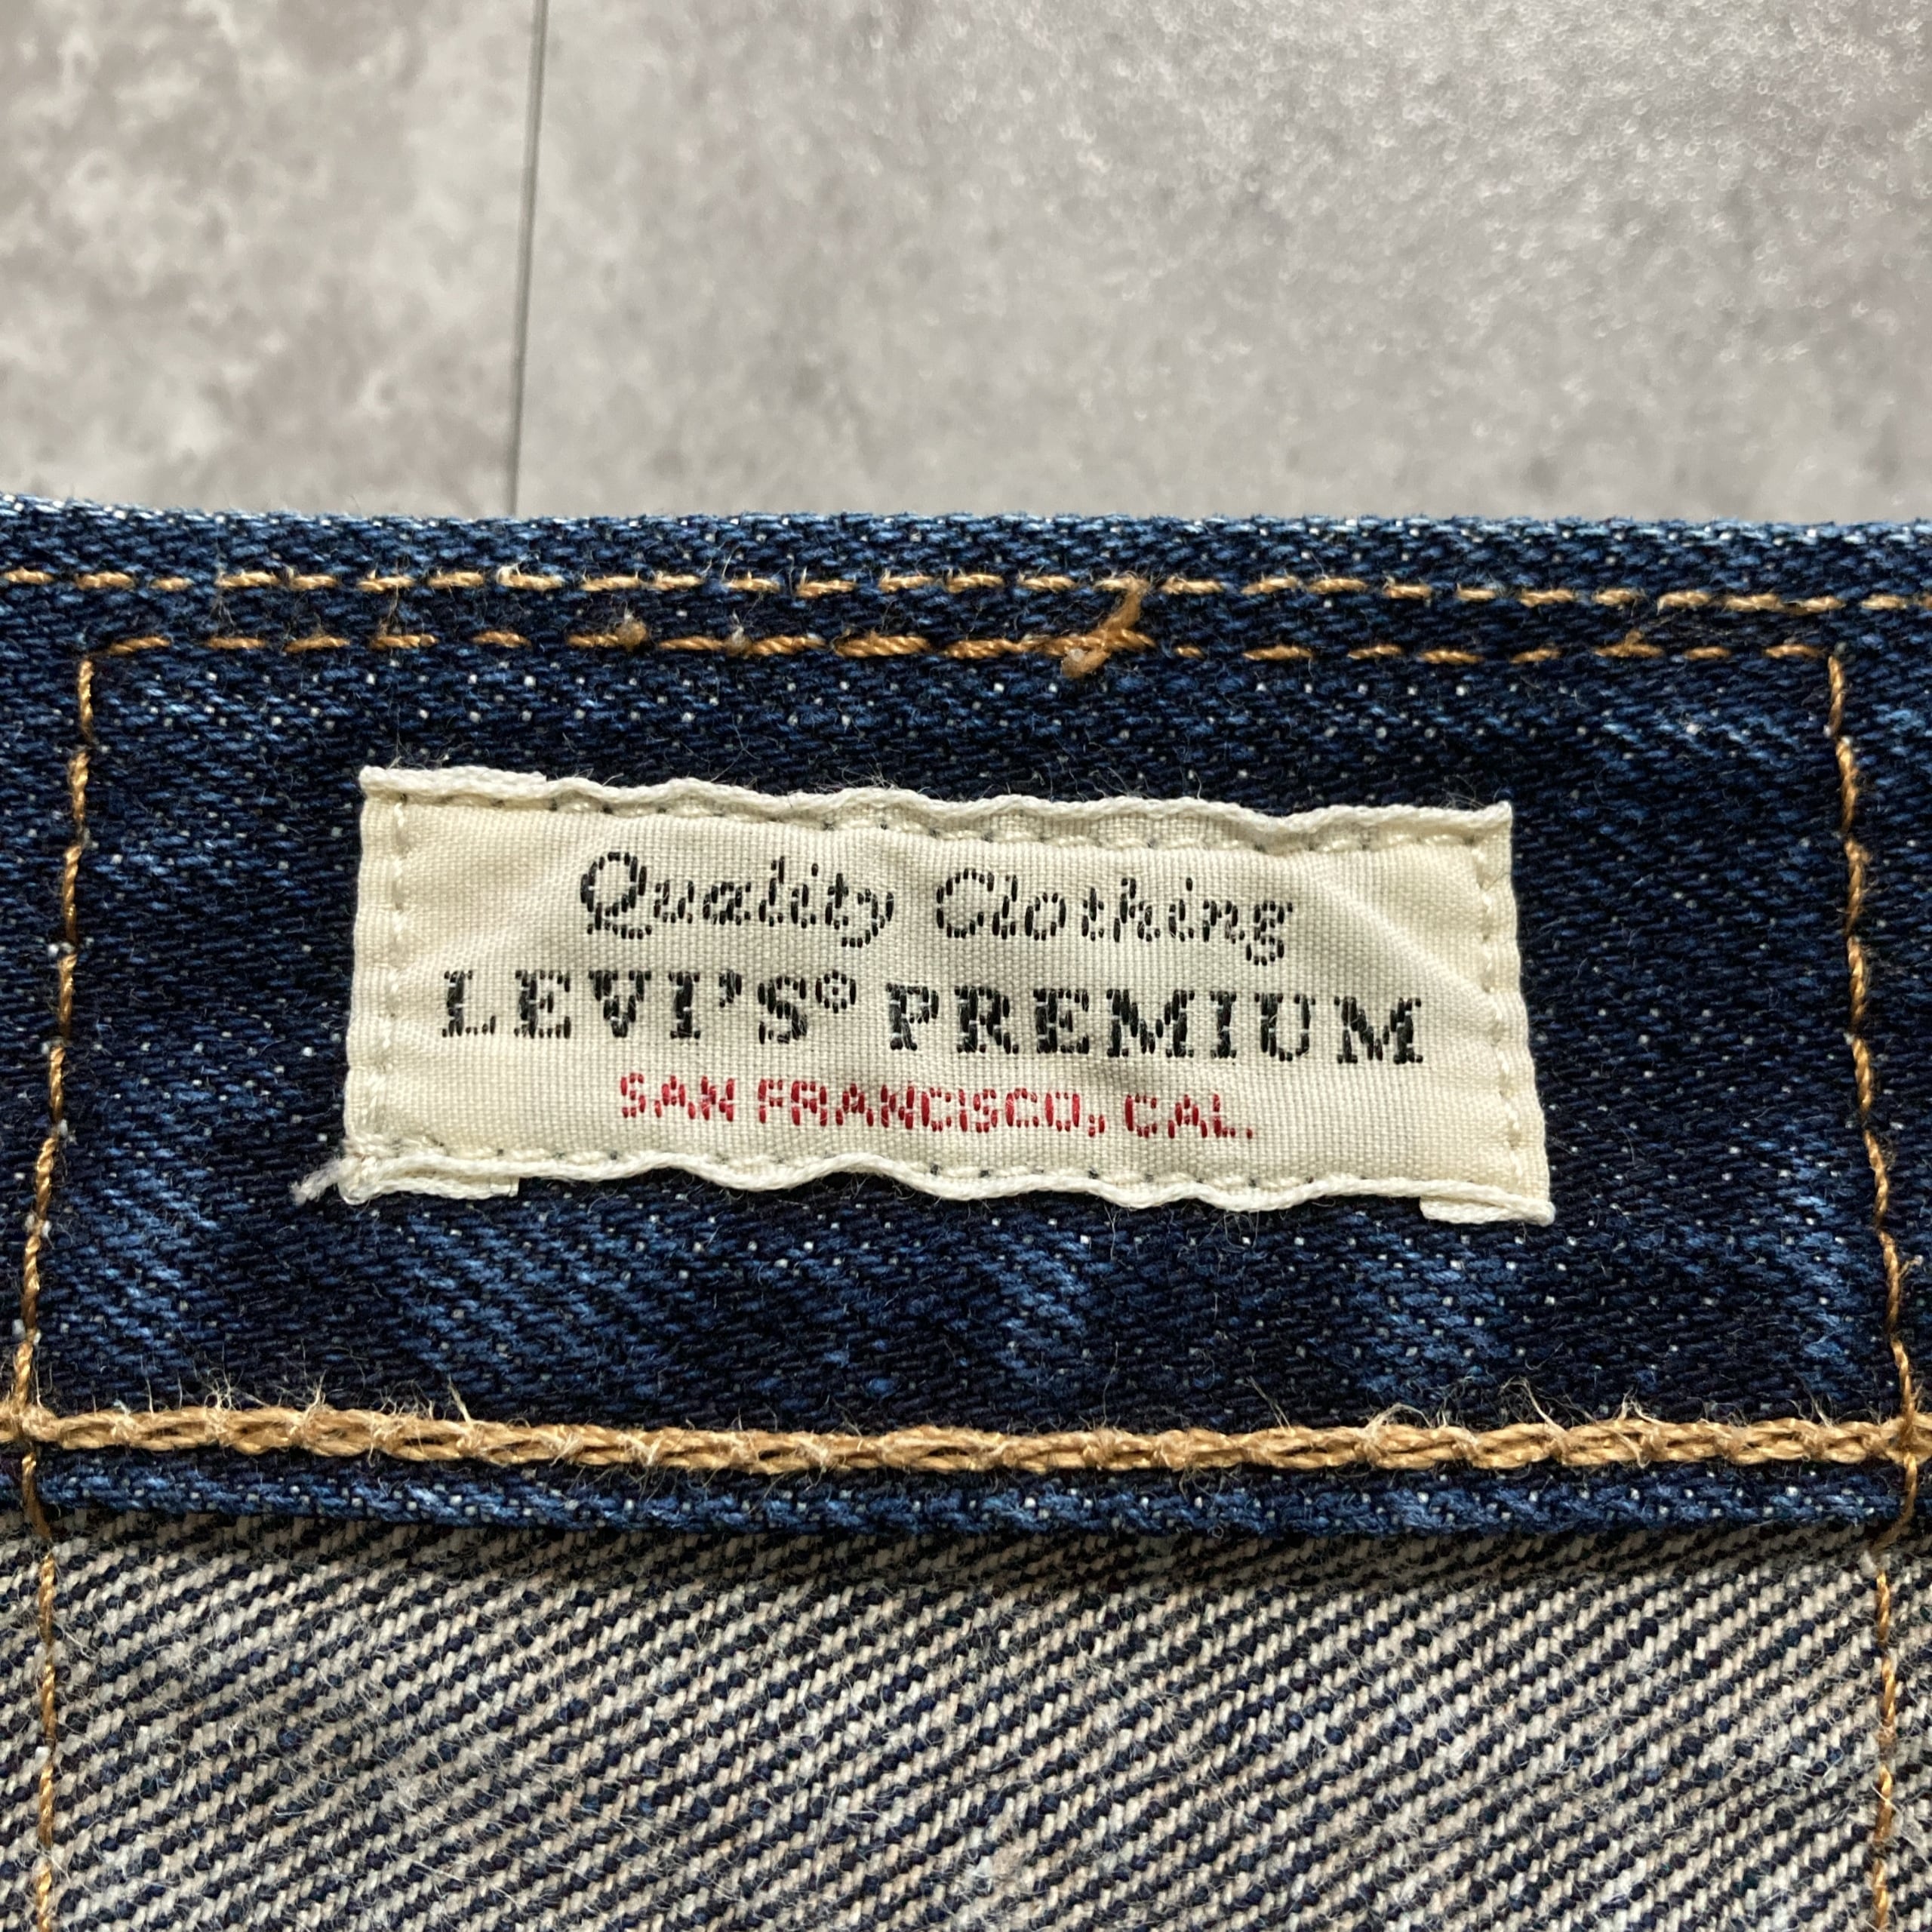 Quality Clothing
LEVI'S® PREMIUM
SAN FRANCISCO, CAL.